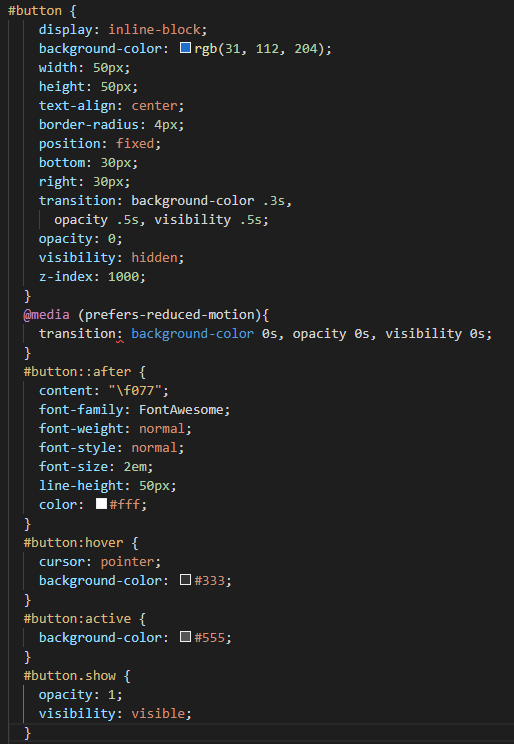 #button {
display: inline-block;
background-color: rgb(31, 112, 204);
width: 50px;
height: 50px;
text-align: center;
border-radius: 4px;
position: fixed;
bottom: 30px;
right: 30px;
transition: background-color .3s,
opacity .5s, visibility .5s;
opacity: 0;
visibility: hidden;
z-index: 1000;
}
@media (prefers-reduced-motion){
transition: background-color 0s, opacity 0s, visibility 0s;
}
#button::after {
content: "\f077";
font-family: FontAwesome;
font-weight: normal;
font-style: normal;
font-size: 2em;
line-height: 50px;
color: #fff;
}
#button:hover {
cursor: pointer;
background-color: #333;
}
#button:active {
background-color: #555;
}
#button.show {
opacity: 1;
visibility: visible;
}